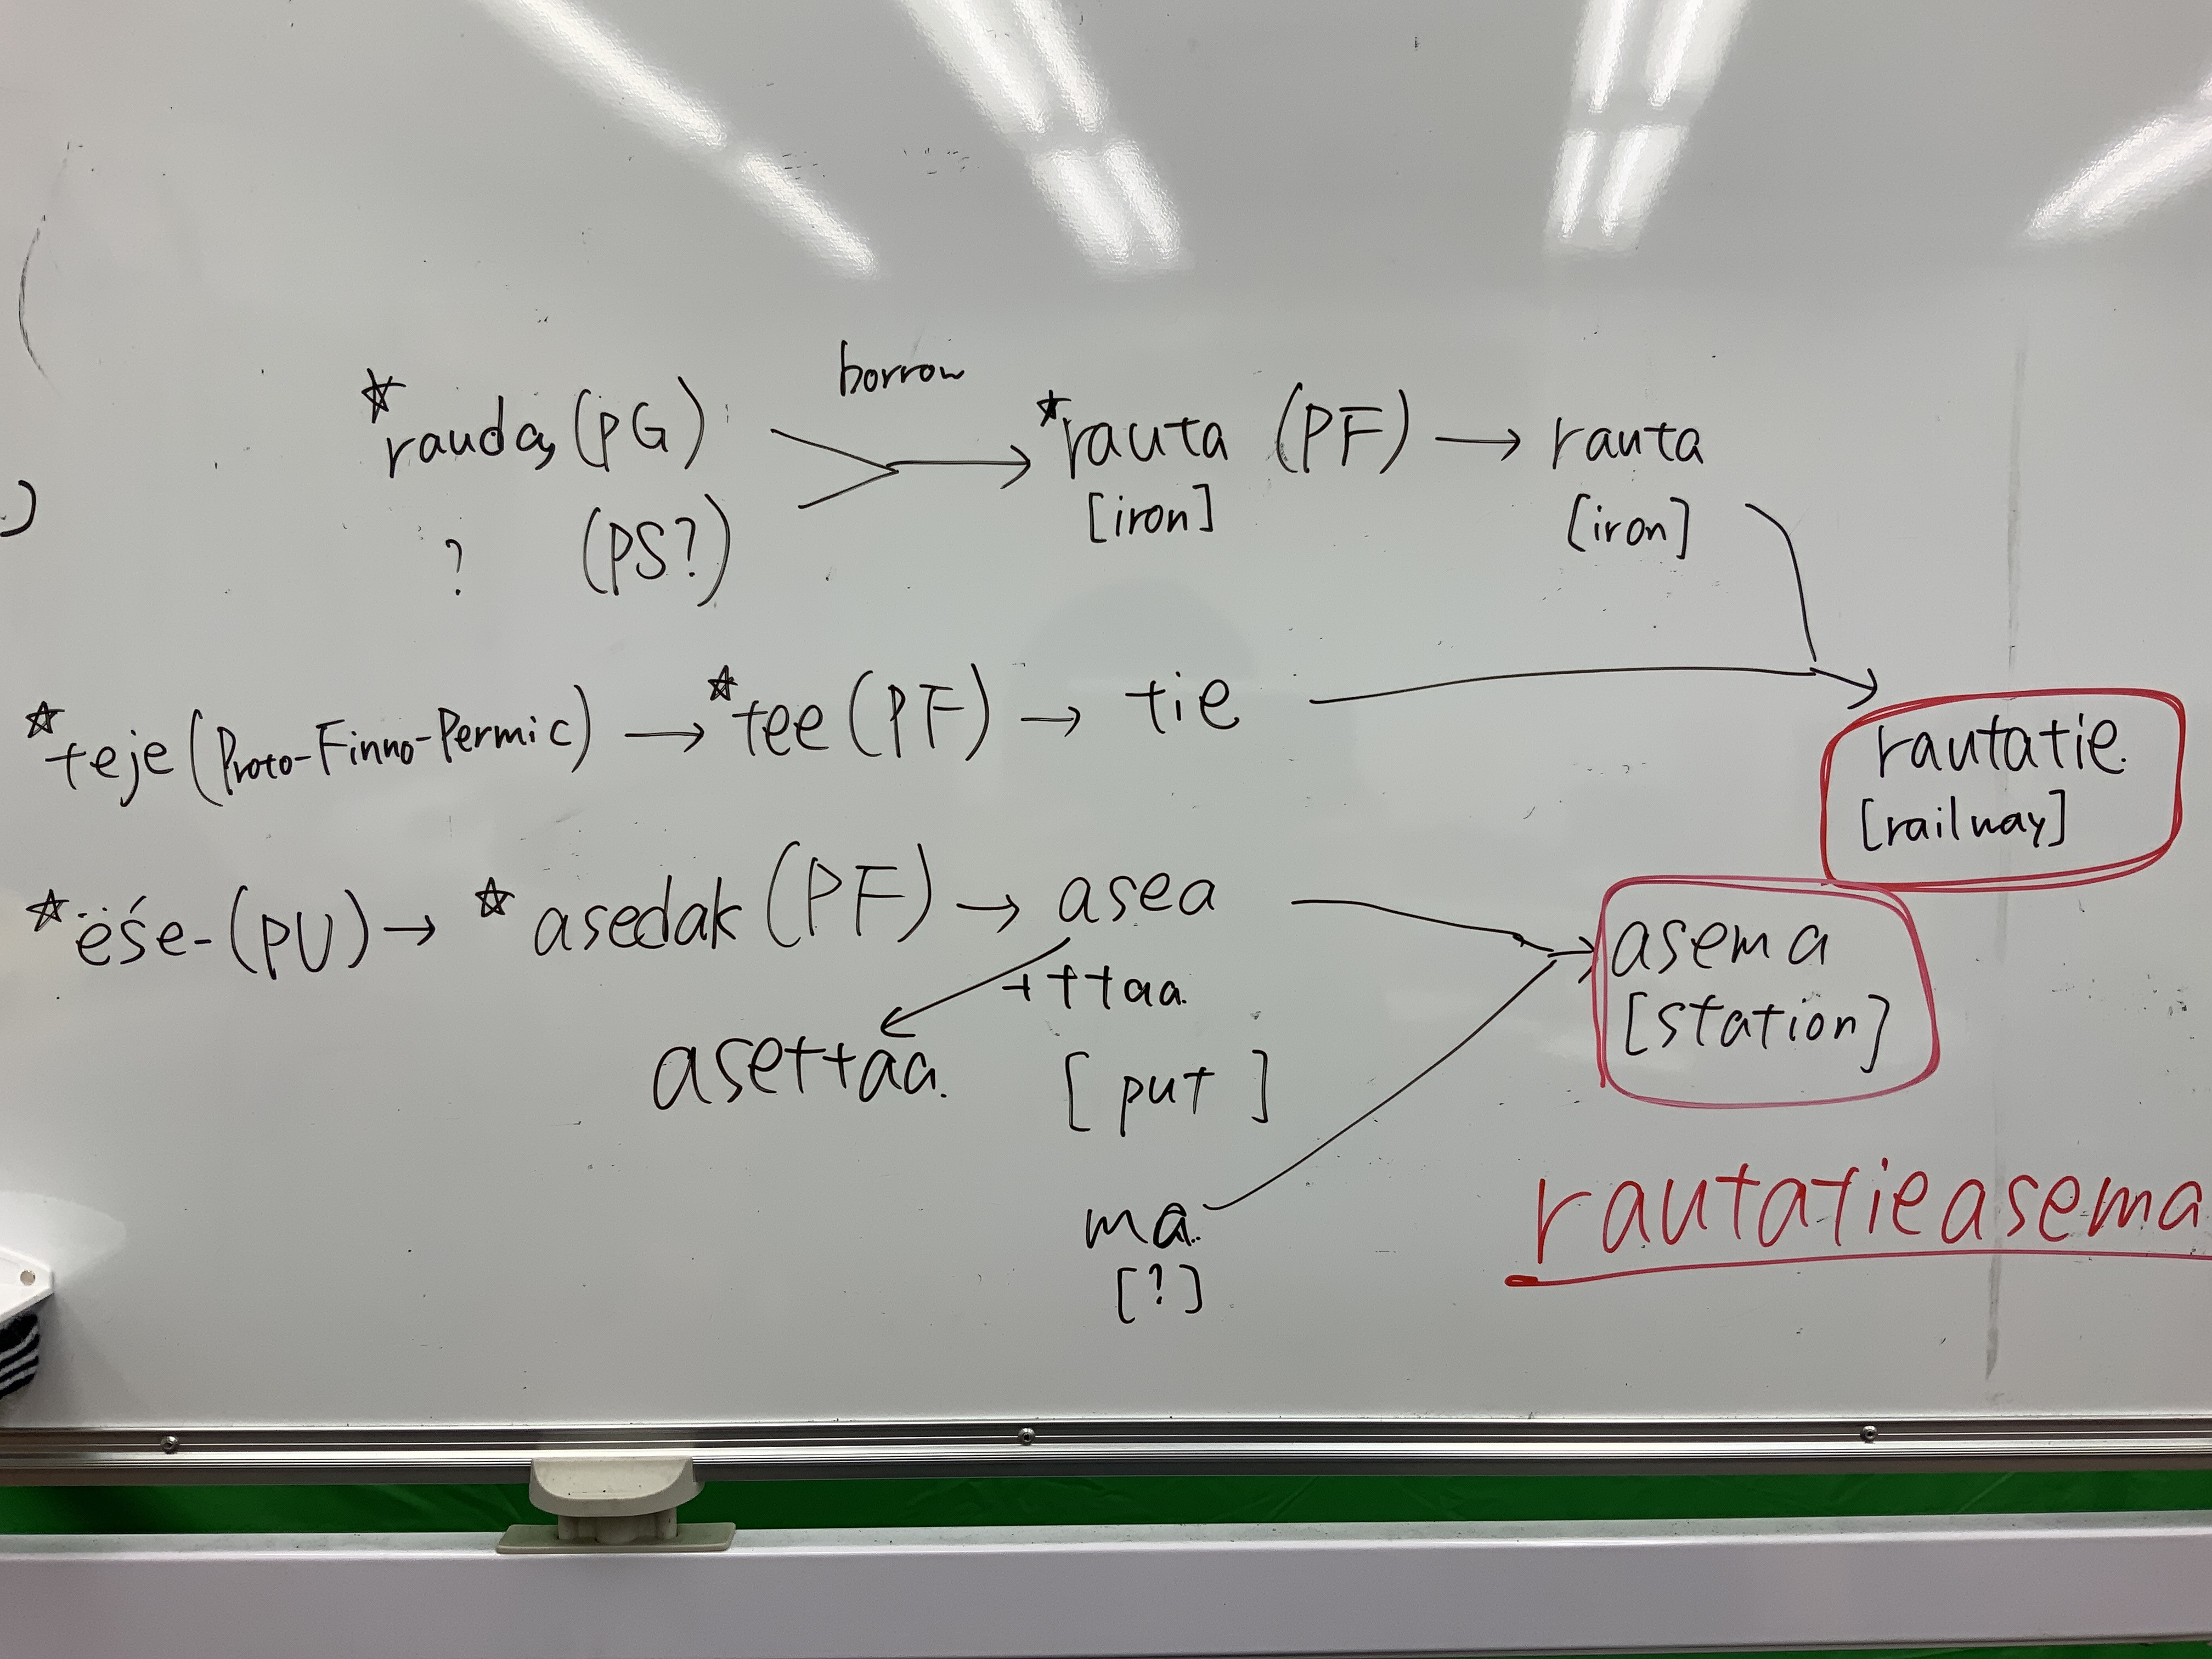 borrow
*rauda, (PG) → *rauta (PF) → rauta
? (PS?) [iron] [iron]
*teje (Proto-Finno-Permic) → *tee (PF) → tie
rautatie
[railway]
*ëśe- (PU) → *asedak (PF) → asea
asema
+ttaa
[station]
asettaa. [put]
ma
[?]
rautatieasema